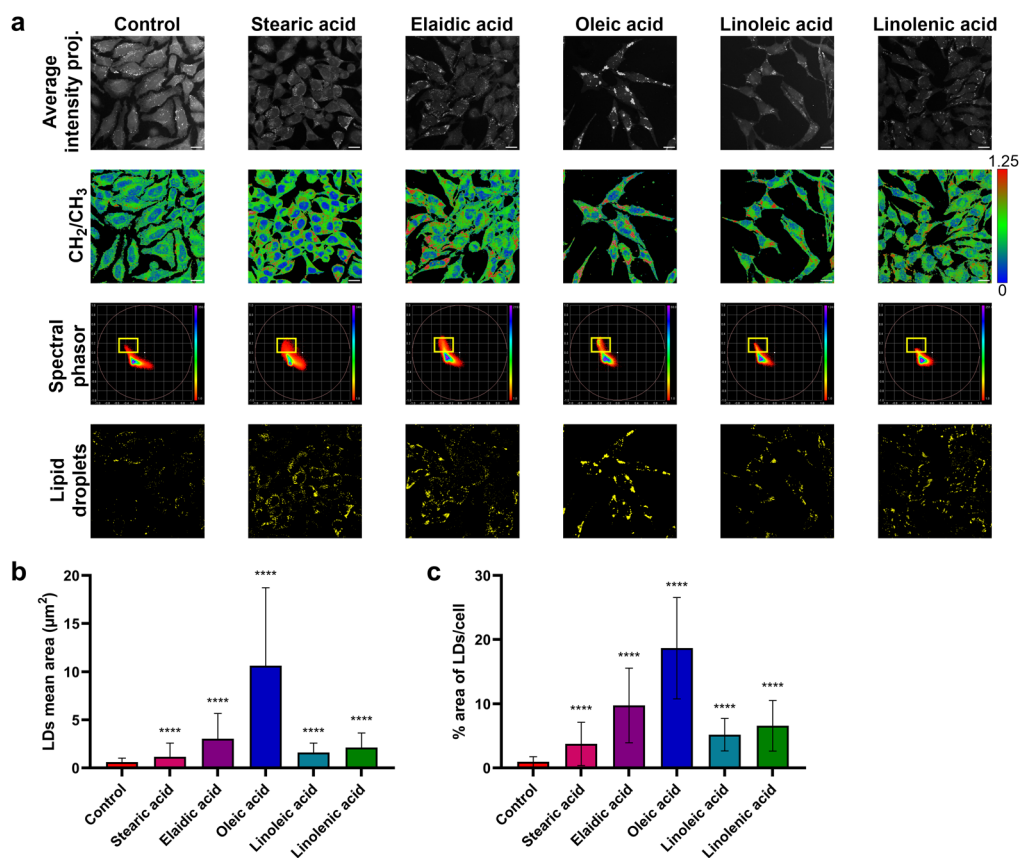 a
Control
Stearic acid
Elaidic acid
Oleic acid
Linoleic acid
Linolenic acid
Average
intensity proj.
CH₂/CH₃
1.25
0
Spectral
phasor
Lipid
droplets
b
LDs mean area (µm²)
20
15
10
5
0
****
****
****
****
****
Control
Stearic acid
Elaidic acid
Oleic acid
Linoleic acid
Linolenic acid
c
% area of LDs/cell
30
20
10
0
****
****
****
****
****
Control
Stearic acid
Elaidic acid
Oleic acid
Linoleic acid
Linolenic acid